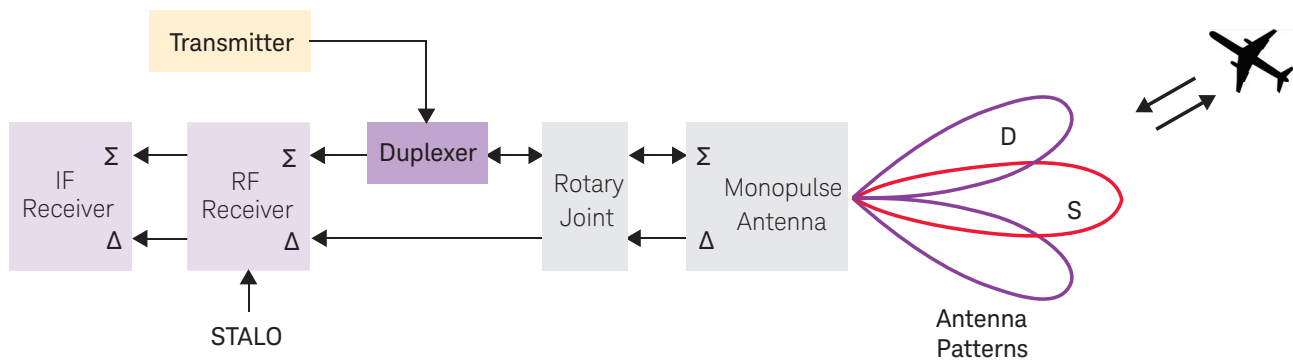 Transmitter
Duplexer
Σ
IF
Receiver
Δ
Σ
RF
Receiver
Δ
Rotary
Joint
Σ
Monopulse
Antenna
Δ
D
S
STALO
Antenna
Patterns